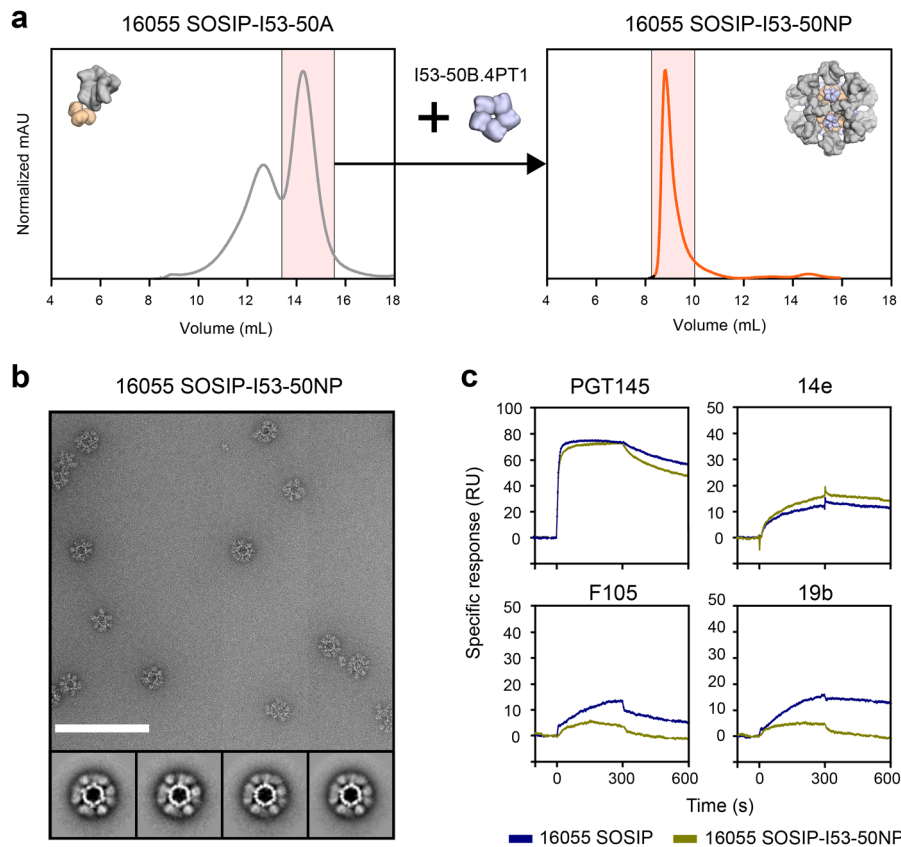 a
16055 SOSIP-I53-50A
16055 SOSIP-I53-50NP
Normalized mAU
I53-50B.4PT1
+
4 6 8 10 12 14 16 18
4 6 8 10 12 14 16 18
Volume (mL)
Volume (mL)
b
16055 SOSIP-I53-50NP
c
PGT145
14e
100
80
60
40
20
0
50
40
30
20
10
0
Specific response (RU)
F105
19b
50
40
30
20
10
0
50
40
30
20
10
0
0 300 600
0 300 600
Time (s)
16055 SOSIP
16055 SOSIP-I53-50NP